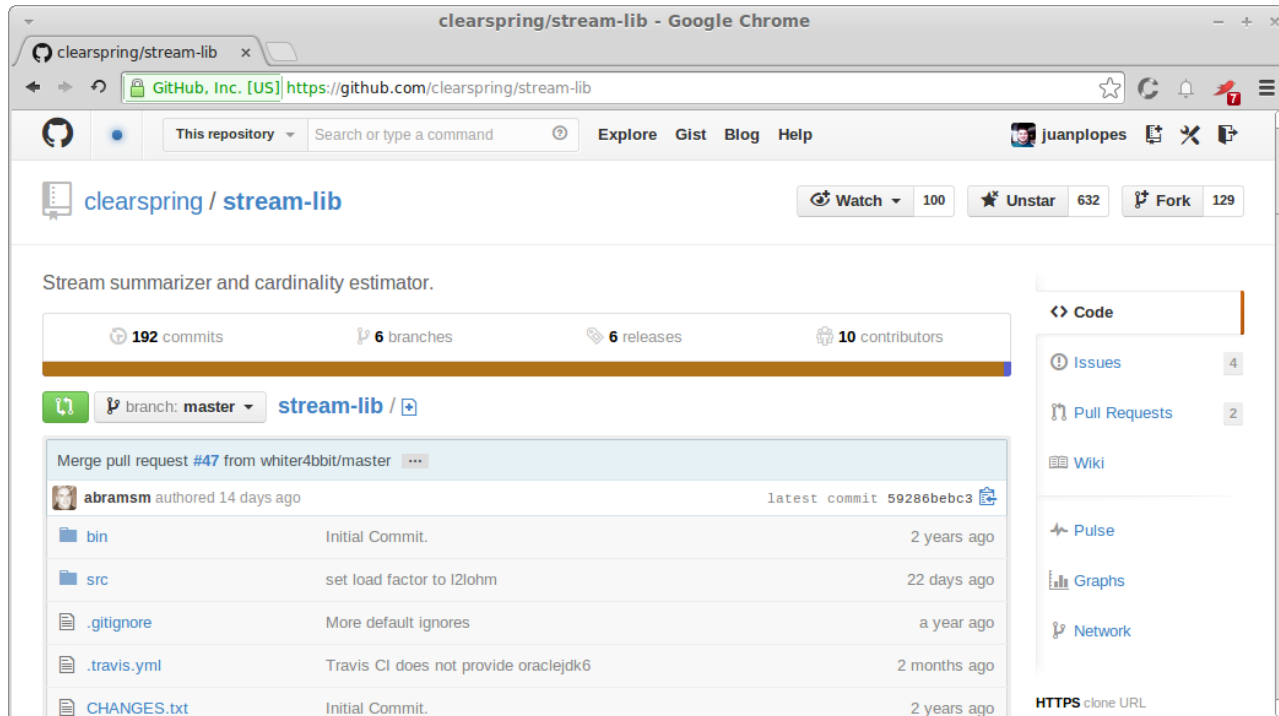 clearspring/stream-lib - Google Chrome
clearspring/stream-lib ×
GitHub, Inc. [US] https://github.com/clearspring/stream-lib
7
This repository Search or type a command Explore Gist Blog Help juanplopes
clearspring / stream-lib Watch 100 Unstar 632 Fork 129
Stream summarizer and cardinality estimator.
192 commits 6 branches 6 releases 10 contributors
branch: master stream-lib /
Merge pull request #47 from whiter4bbit/master ...
abramsm authored 14 days ago latest commit 59286bebc3
bin Initial Commit. 2 years ago
src set load factor to l2lohm 22 days ago
.gitignore More default ignores a year ago
.travis.yml Travis CI does not provide oraclejdk6 2 months ago
CHANGES.txt Initial Commit. 2 years ago
<> Code
Issues 4
Pull Requests 2
Wiki
Pulse
Graphs
Network
HTTPS clone URL